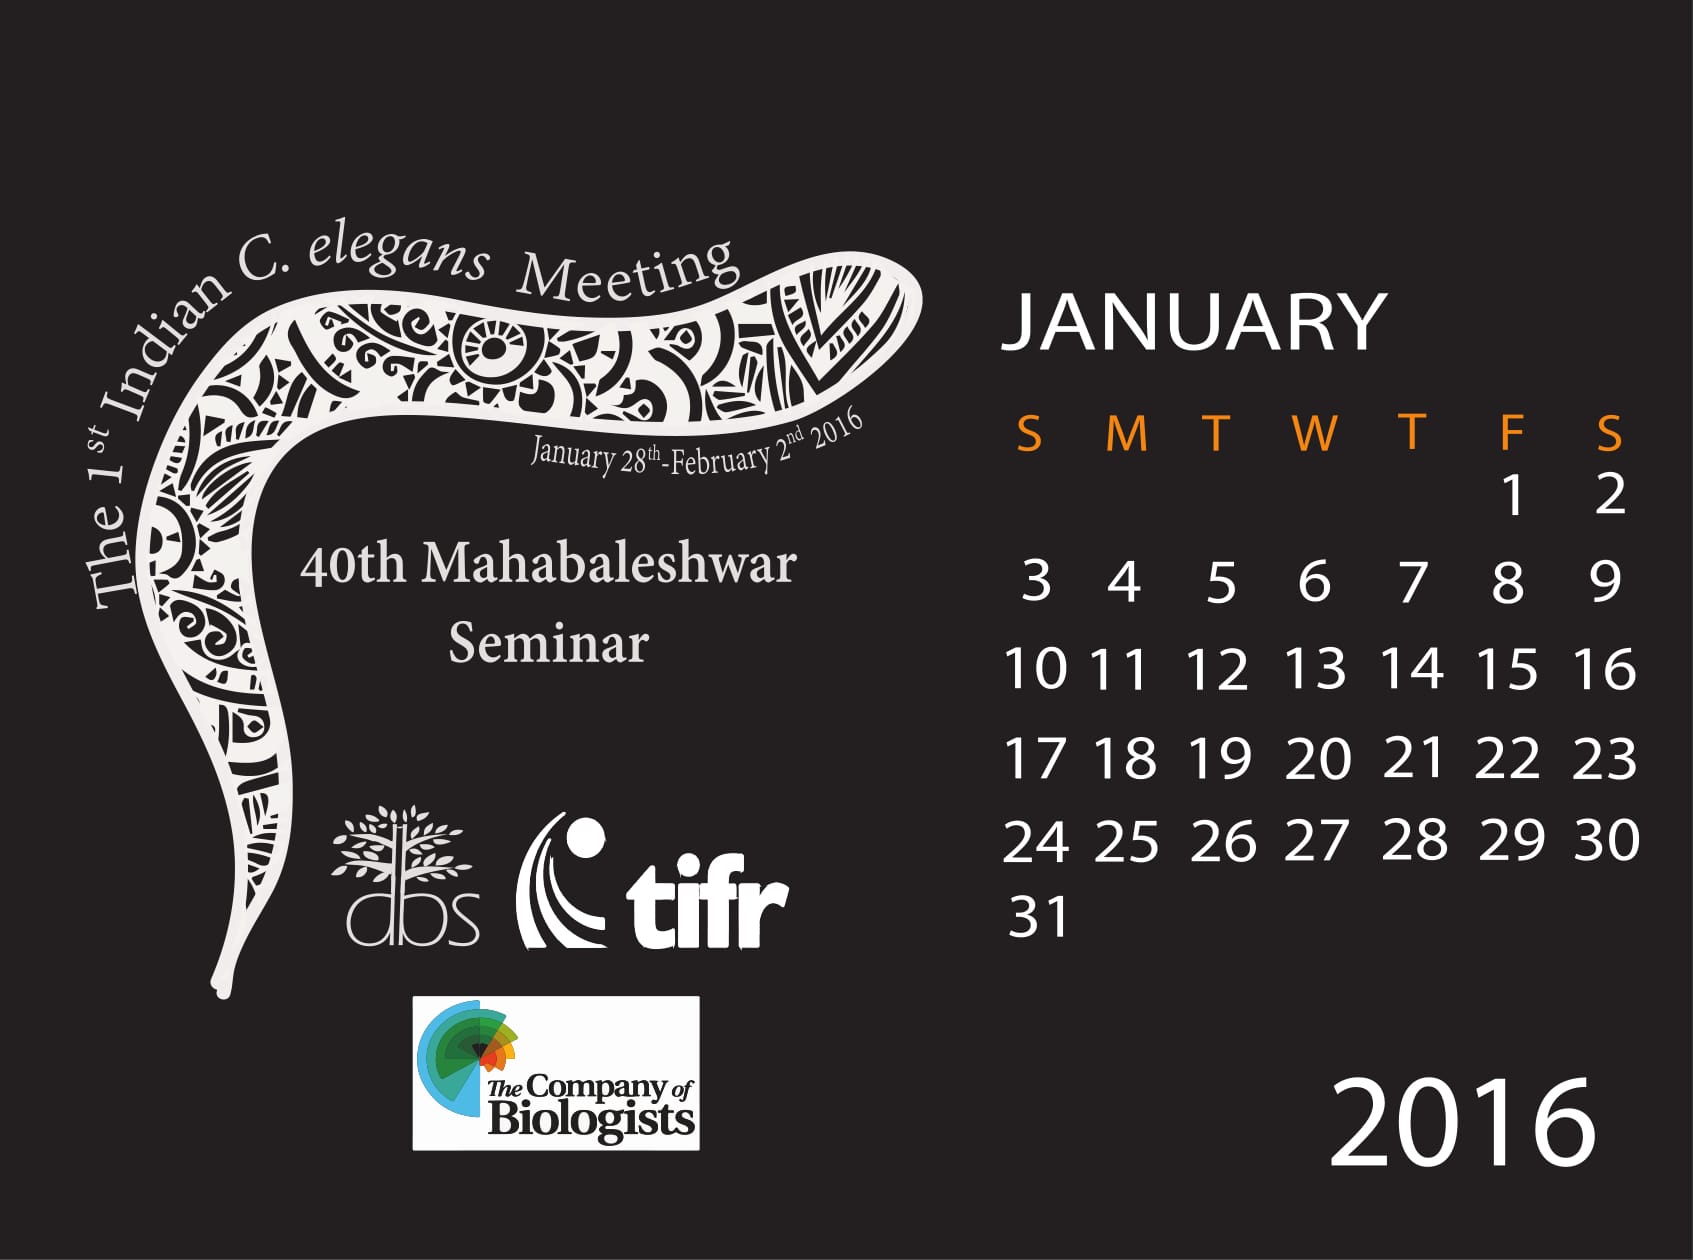 The 1st Indian C. elegans Meeting
January 28th-February 2nd 2016
40th Mahabaleshwar
Seminar
dbs
tifr
The Company of
Biologists
JANUARY
S M T W T F S
1 2
3 4 5 6 7 8 9
10 11 12 13 14 15 16
17 18 19 20 21 22 23
24 25 26 27 28 29 30
31
2016